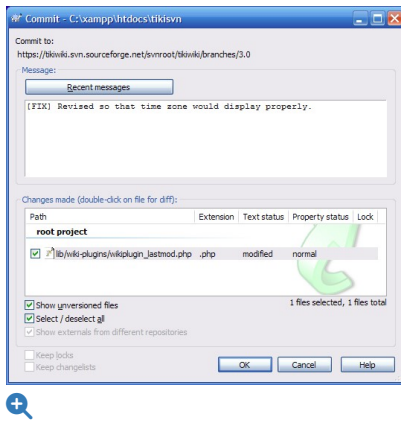 Commit - C:\xampp\htdocs\tikisvn
Commit to:
https://tikiwiki.svn.sourceforge.net/svnroot/tikiwiki/branches/3.0
Message:
Recent messages
[FIX] Revised so that time zone would display properly.
Changes made (double-click on file for diff):
Path Extension Text status Property status Lock
root project
lib/wiki-plugins/wikiplugin_lastmod.php .php modified normal
Show unversioned files 1 files selected, 1 files total
Select / deselect all
Show externals from different repositories
Keep locks
Keep changelists
OK Cancel Help